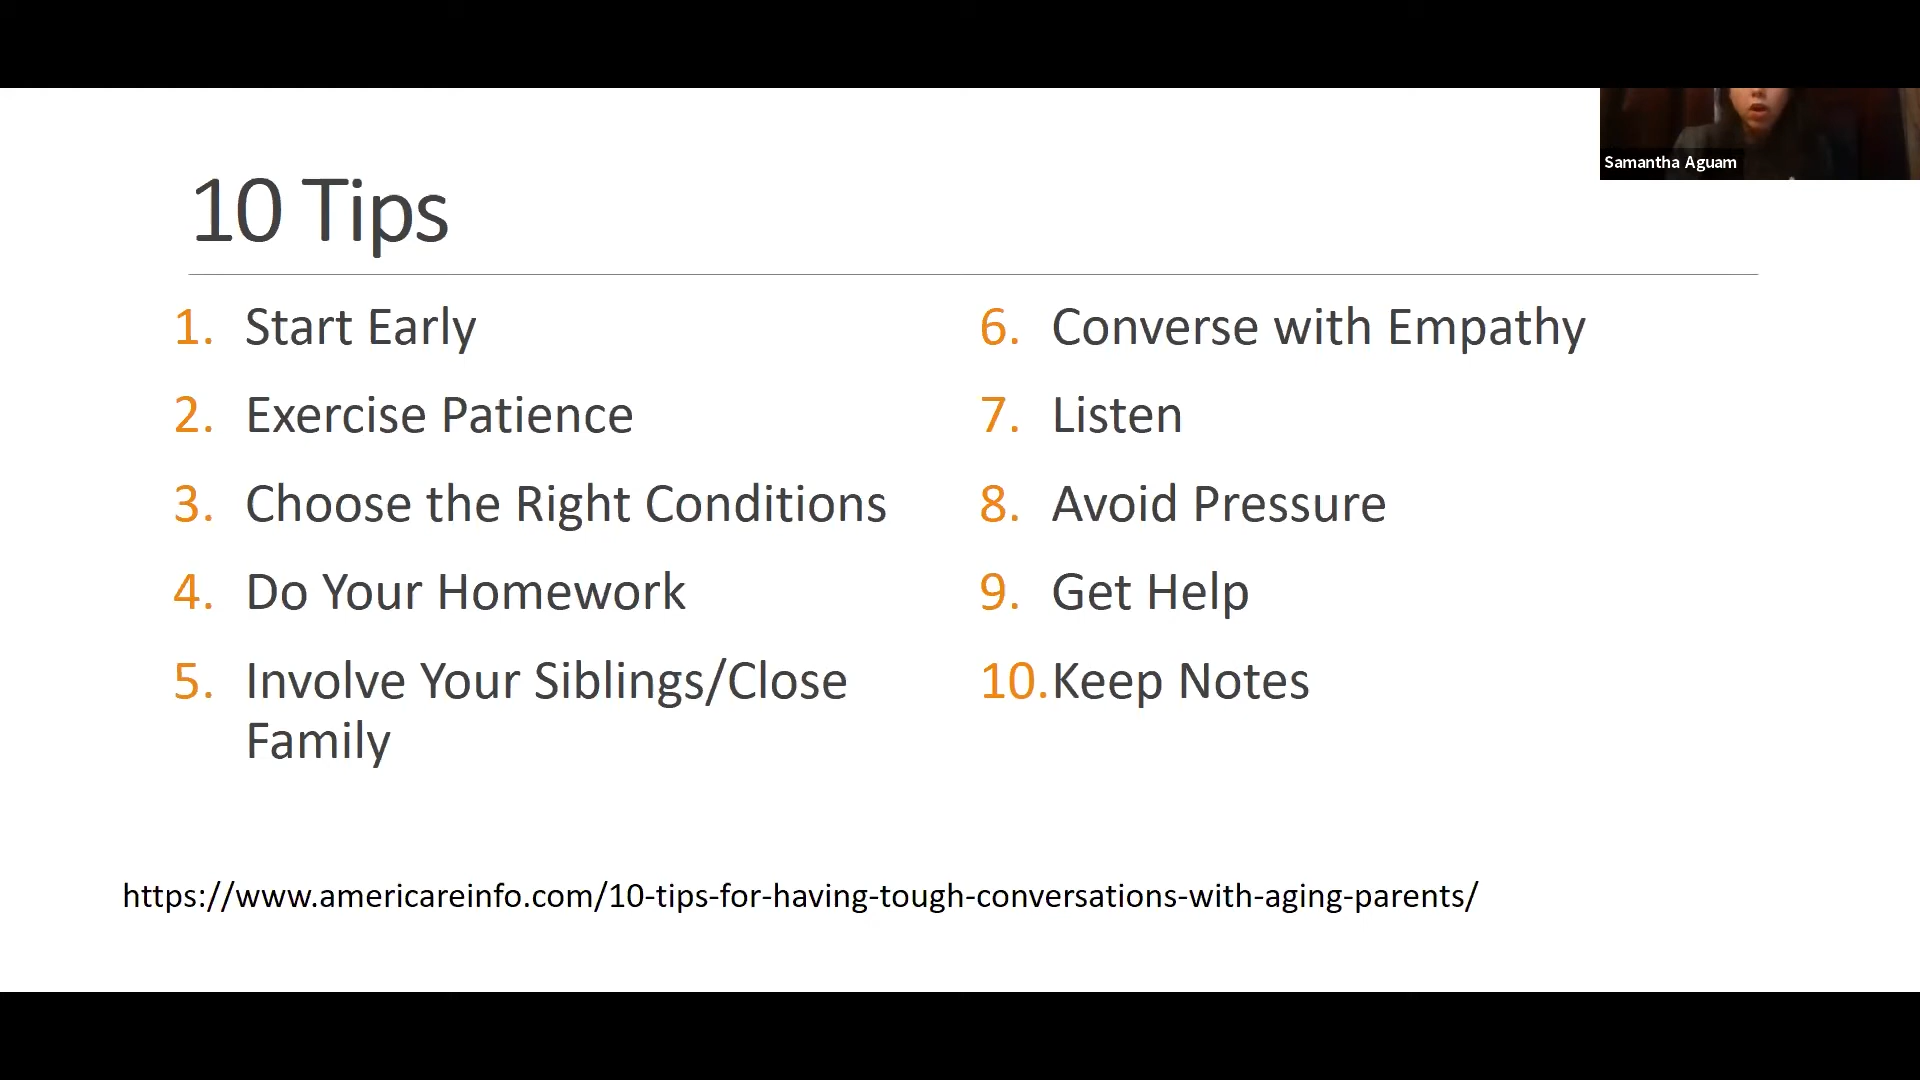 Samantha Aguam
10 Tips
1. Start Early
2. Exercise Patience
3. Choose the Right Conditions
4. Do Your Homework
5. Involve Your Siblings/Close
Family
6. Converse with Empathy
7. Listen
8. Avoid Pressure
9. Get Help
10. Keep Notes
https://www.americareinfo.com/10-tips-for-having-tough-conversations-with-aging-parents/